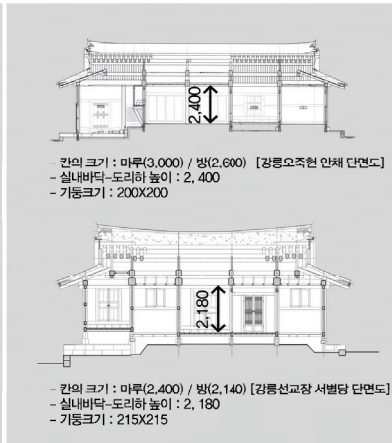 2,400
- 칸의 크기 : 마루(3,000) / 방(2,600) [강릉오죽헌 안채 단면도]
- 실내바닥-도리하 높이 : 2, 400
- 기둥크기 : 200X200
2,180
- 칸의 크기 : 마루(2,400) / 방(2,140) [강릉선교장 서별당 단면도]
- 실내바닥-도리하 높이 : 2, 180
- 기둥크기 : 215X215